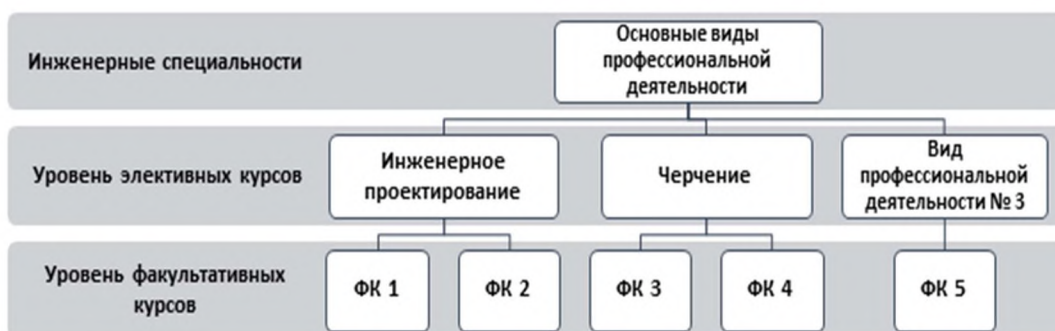 Инженерные специальности
Основные виды
профессиональной
деятельности
Уровень элективных курсов
Инженерное
проектирование
Черчение
Вид
профессиональной
деятельности № 3
Уровень факультативных
курсов
ФК 1
ФК 2
ФК 3
ФК 4
ФК 5